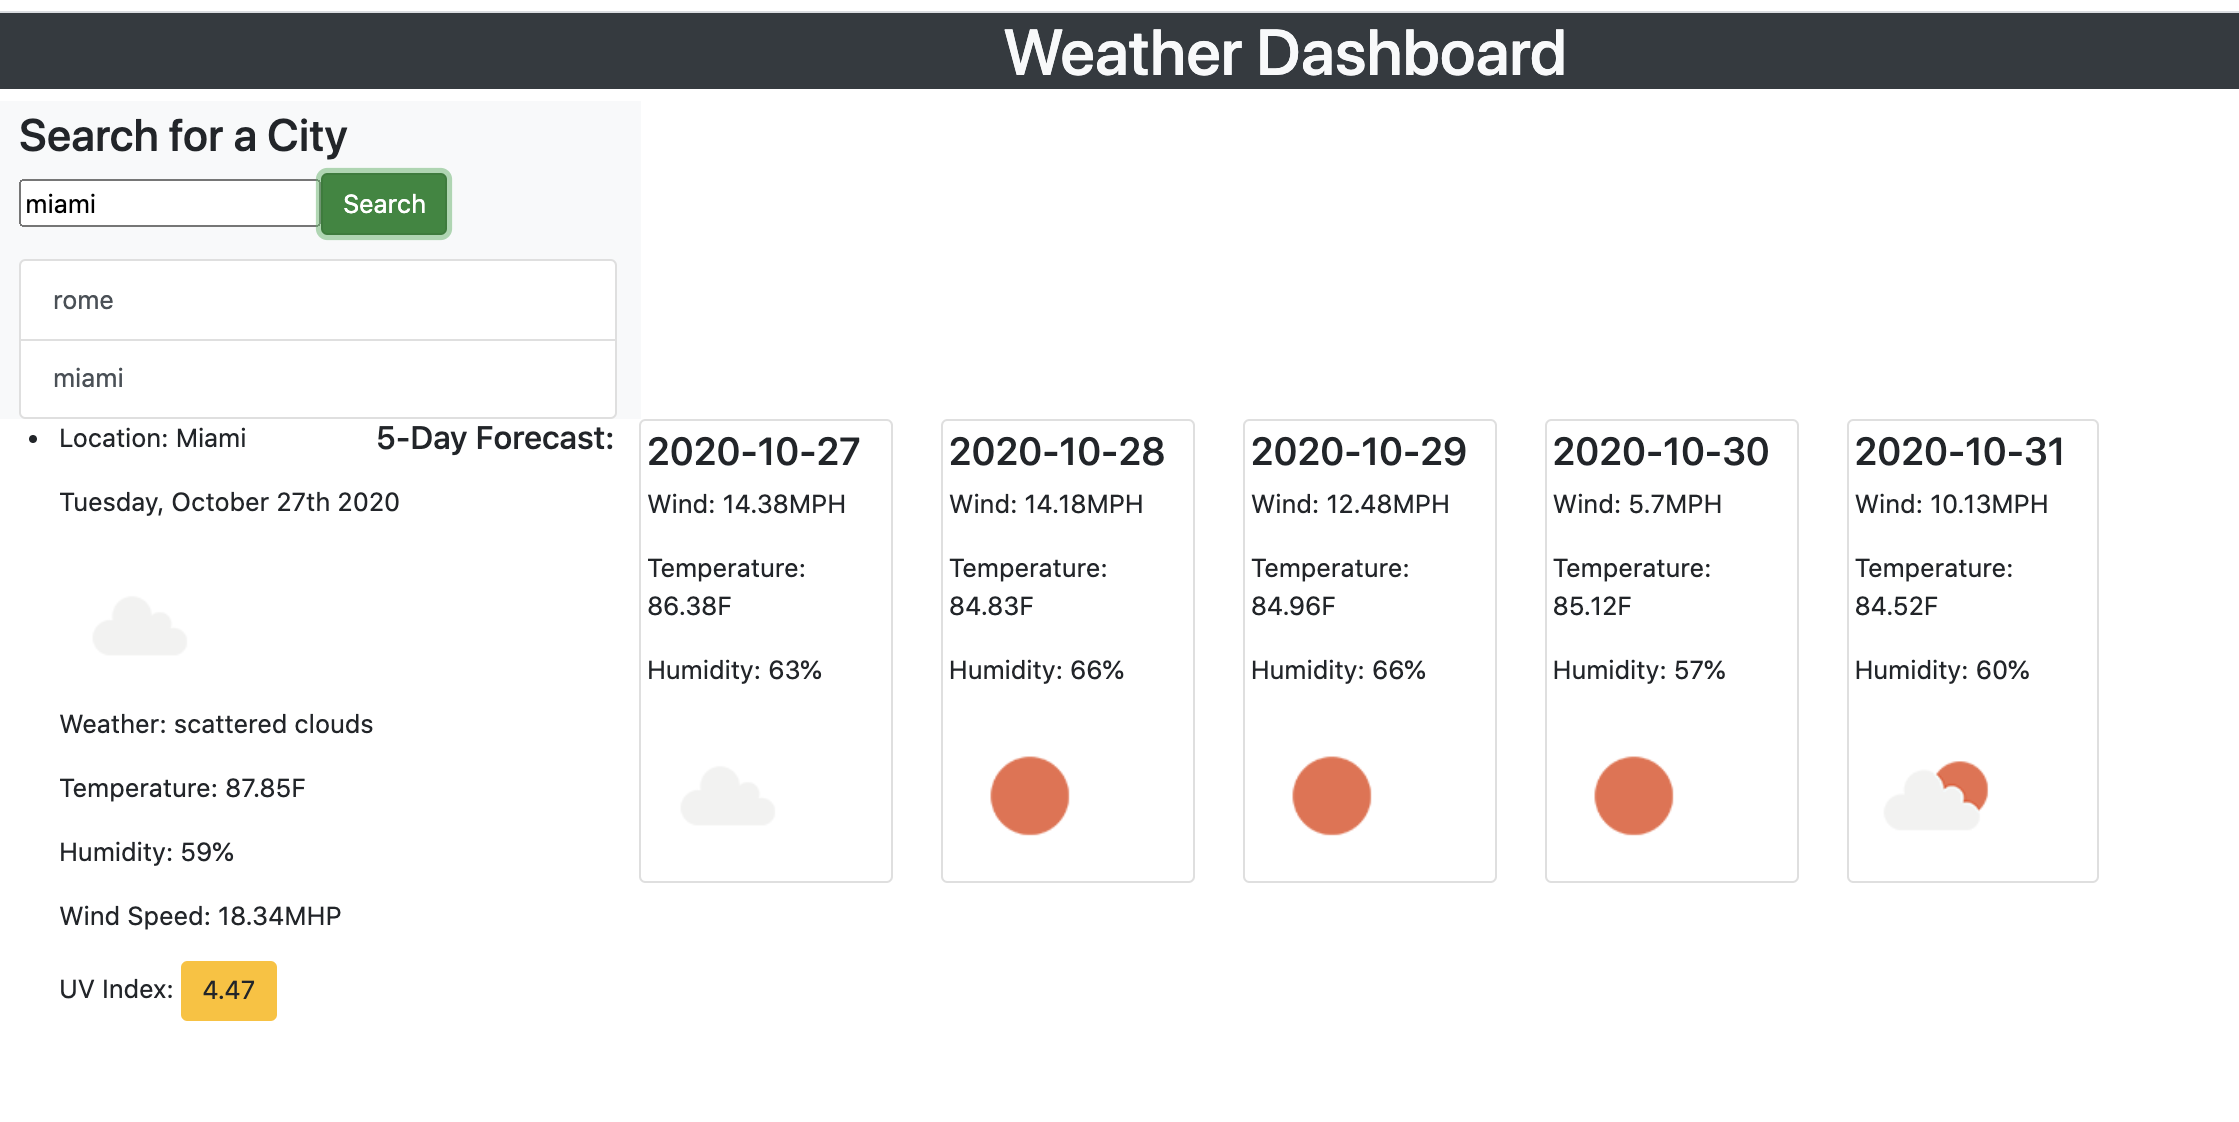 Weather Dashboard
Search for a City
miami
Search
rome
miami
Location: Miami
Tuesday, October 27th 2020
Weather: scattered clouds
Temperature: 87.85F
Humidity: 59%
Wind Speed: 18.34MHP
UV Index: 4.47
5-Day Forecast:
2020-10-27
Wind: 14.38MPH
Temperature:
86.38F
Humidity: 63%
2020-10-28
Wind: 14.18MPH
Temperature:
84.83F
Humidity: 66%
2020-10-29
Wind: 12.48MPH
Temperature:
84.96F
Humidity: 66%
2020-10-30
Wind: 5.7MPH
Temperature:
85.12F
Humidity: 57%
2020-10-31
Wind: 10.13MPH
Temperature:
84.52F
Humidity: 60%